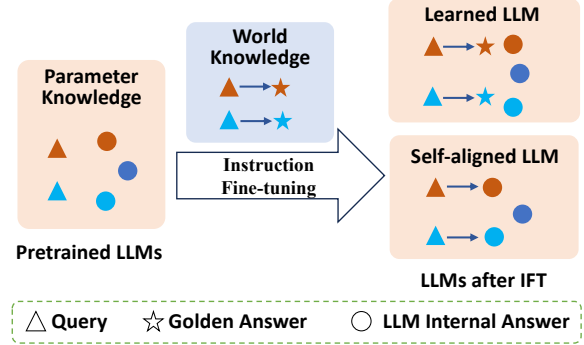 Parameter
Knowledge
Pretrained LLMs
World
Knowledge
Instruction
Fine-tuning
Learned LLM
Self-aligned LLM
LLMs after IFT
Query
Golden Answer
LLM Internal Answer